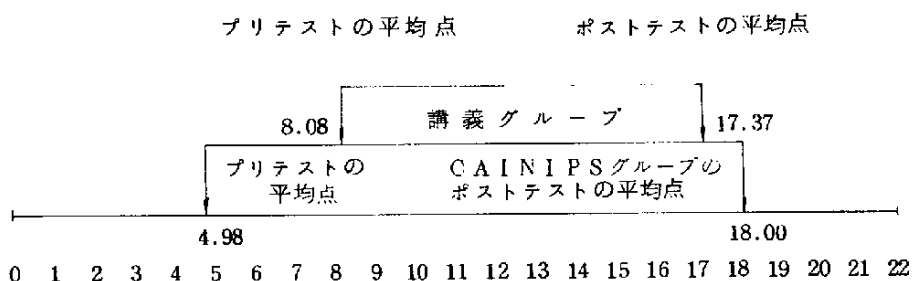 プリテストの平均点 ポストテストの平均点
8.08 講義グループ 17.37
プリテストの CAINIPSグループの
平均点 ポストテストの平均点
4.98 18.00
0 1 2 3 4 5 6 7 8 9 10 11 12 13 14 15 16 17 18 19 20 21 22